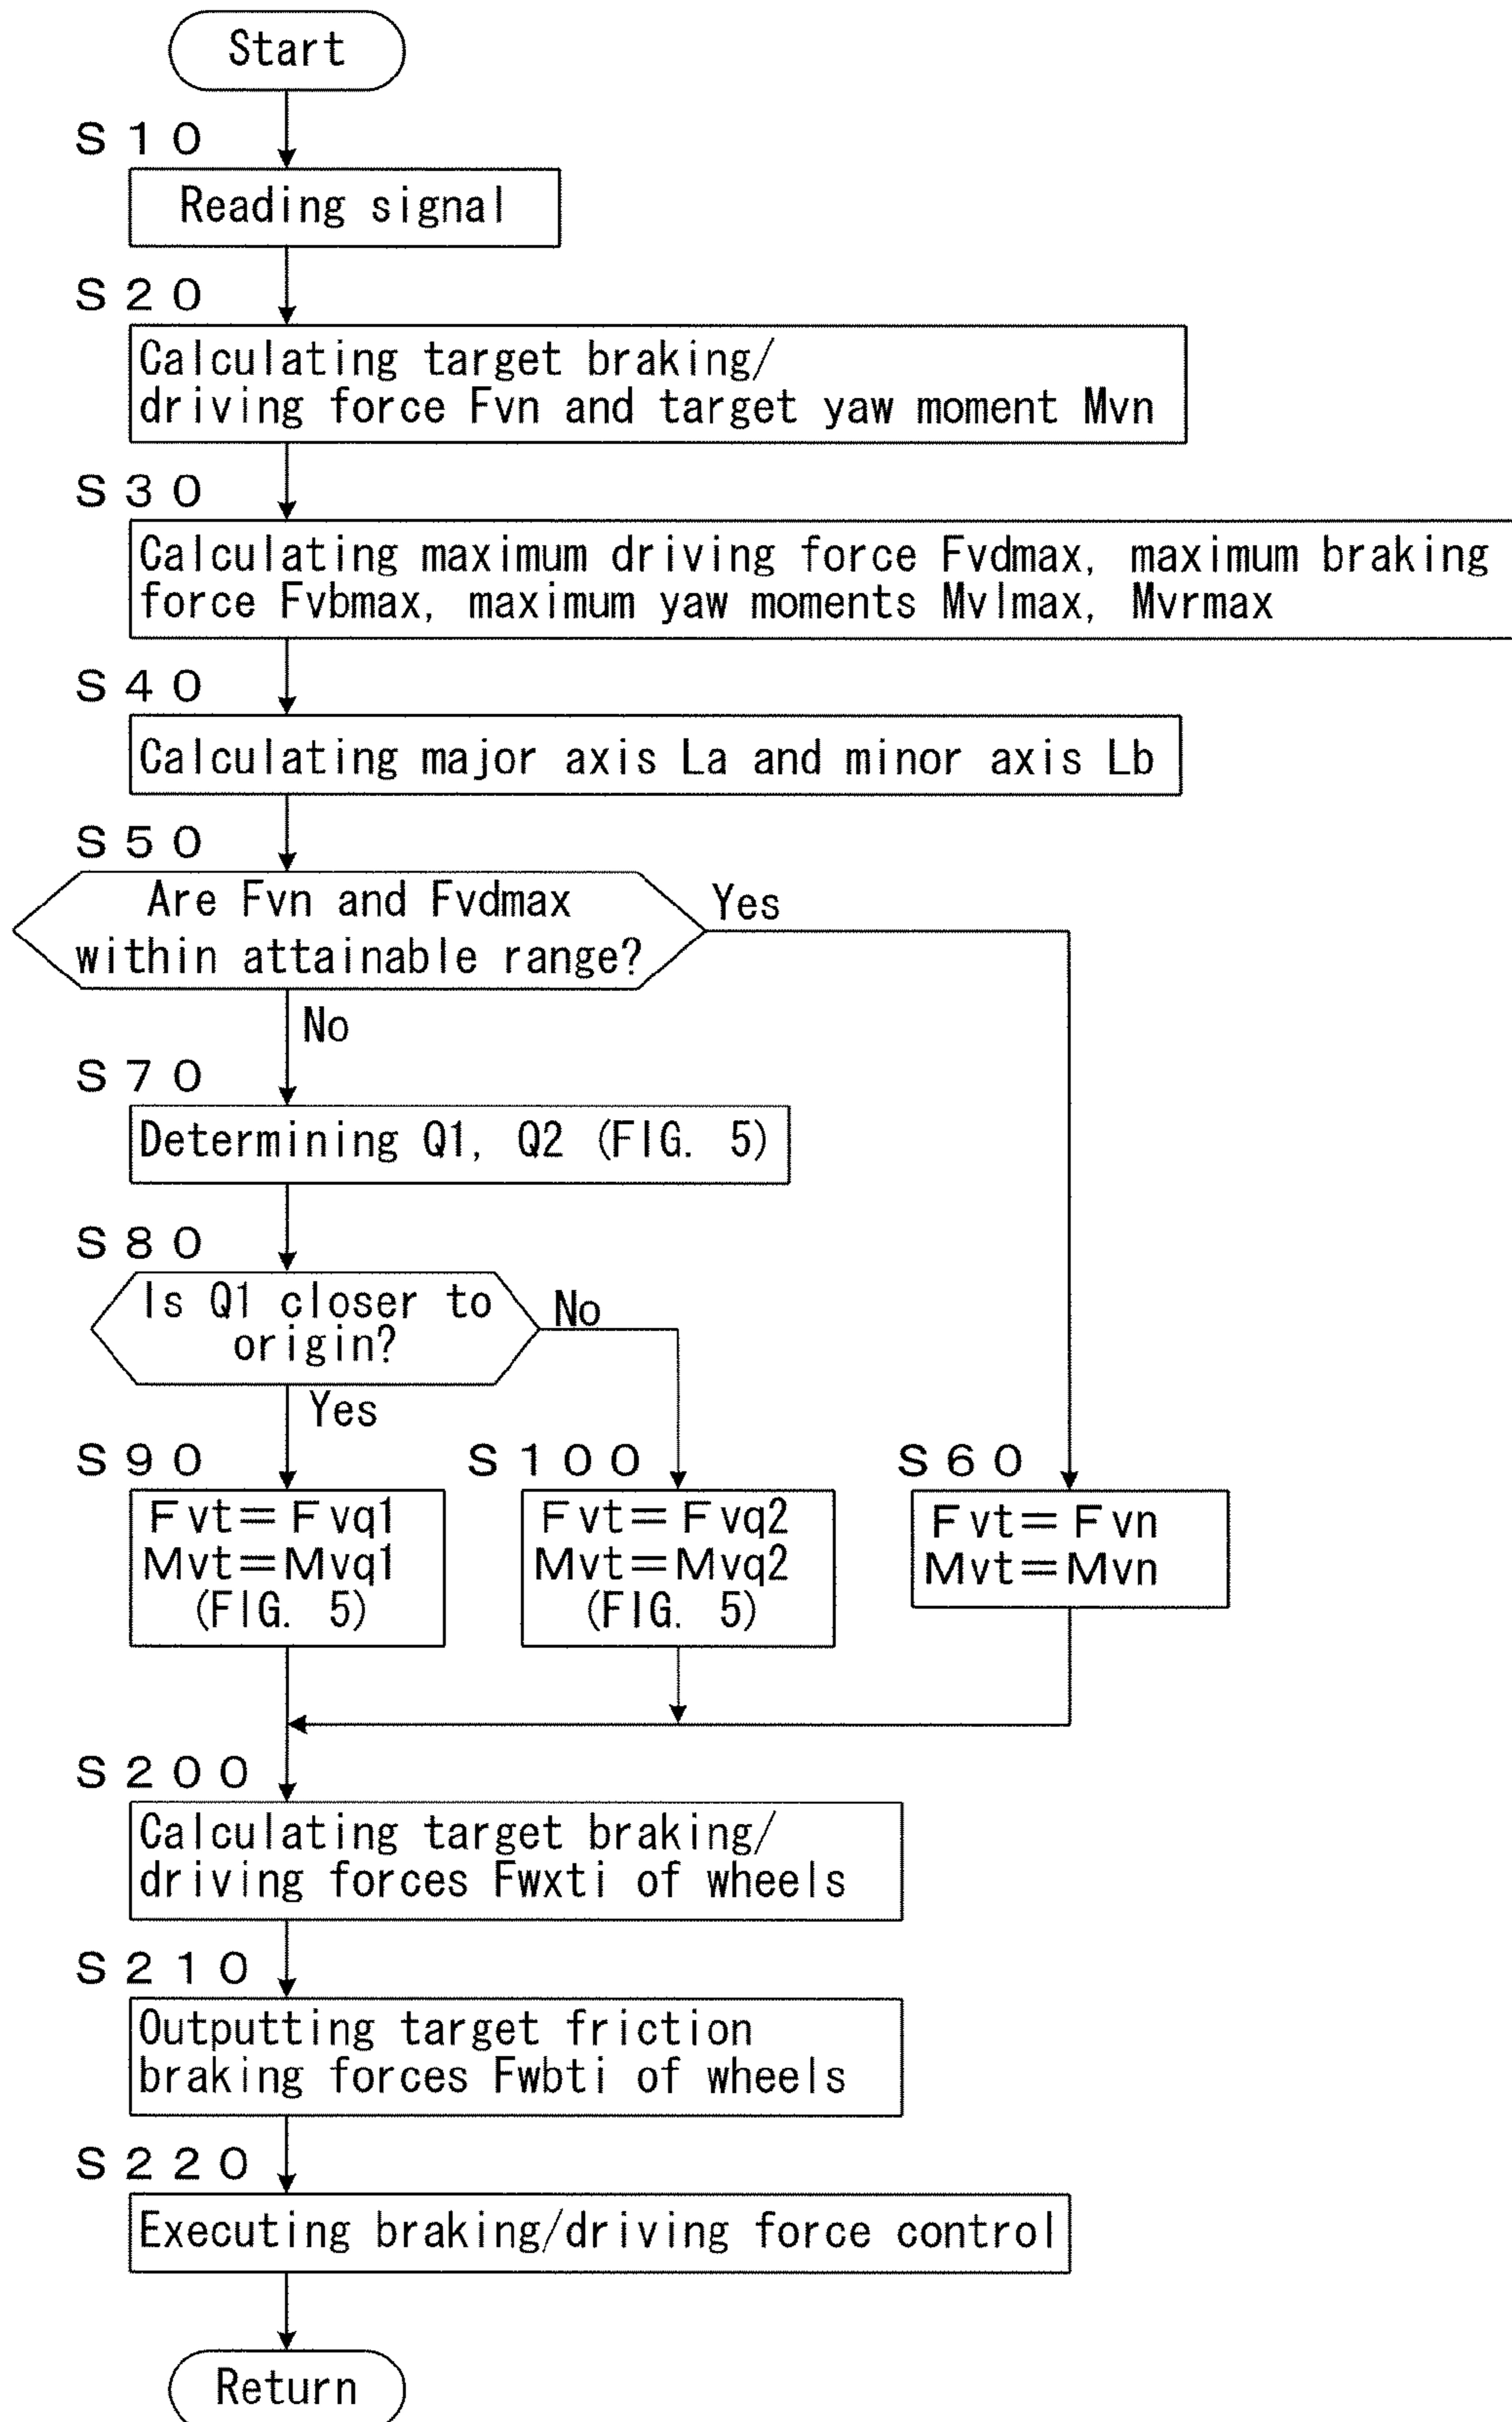 Start
S10
Reading signal
S20
Calculating target braking/
driving force Fvn and target yaw moment Mvn
S30
Calculating maximum driving force Fvdmax, maximum braking
force Fvbmax, maximum yaw moments Mvlmax, Mvrmax
S40
Calculating major axis La and minor axis Lb
S50
Are Fvn and Fvdmax
within attainable range?
Yes
No
S70
Determining Q1, Q2 (FIG. 5)
S80
Is Q1 closer to
origin?
No
Yes
S90
Fvt=Fvq1
Mvt=Mvq1
(FIG. 5)
S100
Fvt=Fvq2
Mvt=Mvq2
(FIG. 5)
S60
Fvt=Fvn
Mvt=Mvn
S200
Calculating target braking/
driving forces Fwxti of wheels
S210
Outputting target friction
braking forces Fwbti of wheels
S220
Executing braking/driving force control
Return